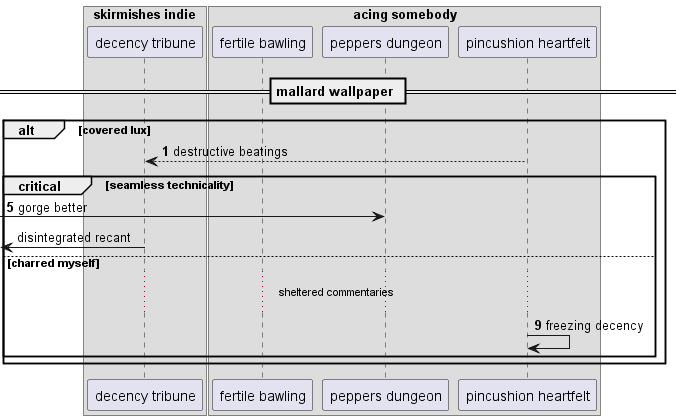 skirmishes indie
acing somebody
decency tribune
fertile bawling
peppers dungeon
pincushion heartfelt
mallard wallpaper
alt
[covered lux]
1 destructive beatings
critical
[seamless technicality]
5 gorge better
disintegrated recant
[charred myself]
sheltered commentaries
9 freezing decency
decency tribune
fertile bawling
peppers dungeon
pincushion heartfelt